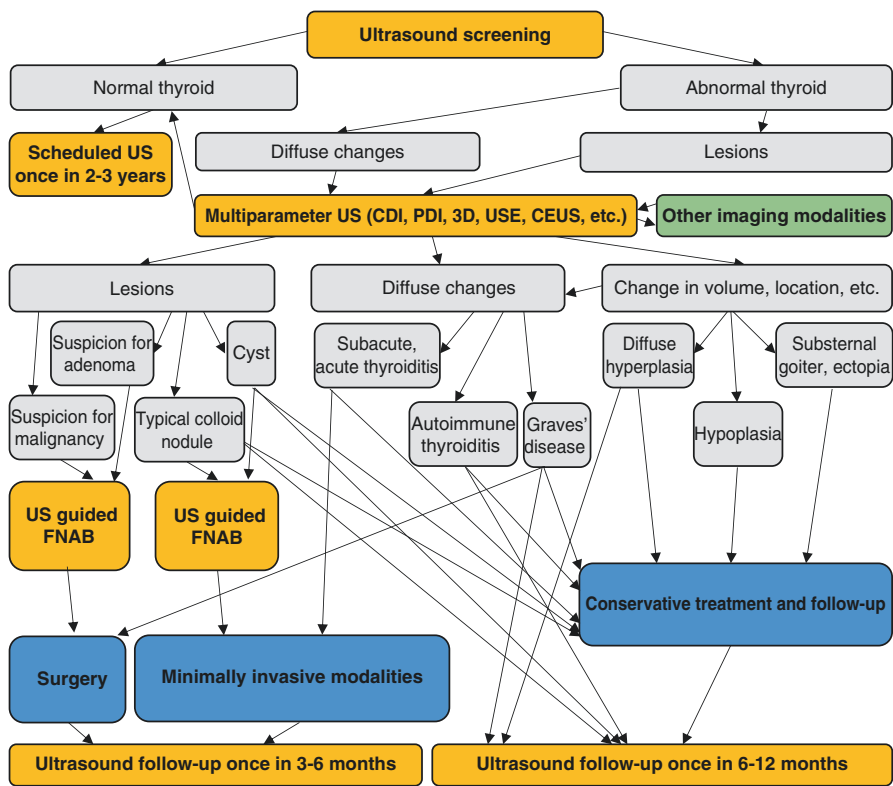 Ultrasound screening
Normal thyroid
Abnormal thyroid
Scheduled US
once in 2-3 years
Diffuse changes
Lesions
Multiparameter US (CDI, PDI, 3D, USE, CEUS, etc.)
Other imaging modalities
Lesions
Diffuse changes
Change in volume, location, etc.
Suspicion for
adenoma
Cyst
Subacute,
acute thyroiditis
Diffuse
hyperplasia
Substernal
goiter, ectopia
Suspicion for
malignancy
Typical colloid
nodule
Autoimmune
thyroiditis
Graves’
disease
Hypoplasia
US guided
FNAB
US guided
FNAB
Conservative treatment and follow-up
Surgery
Minimally invasive modalities
Ultrasound follow-up once in 3-6 months
Ultrasound follow-up once in 6-12 months